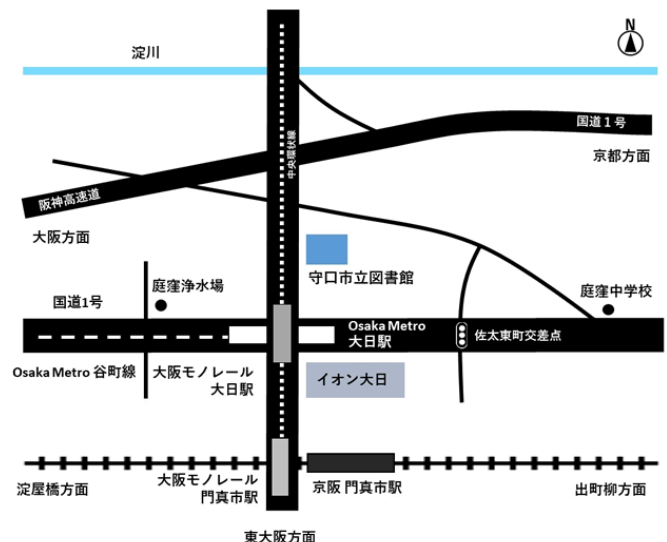 N
淀川
国道１号
中央環状線
京都方面
阪神高速道
大阪方面
守口市立図書館
庭窪浄水場
庭窪中学校
国道1号
Osaka Metro
大日駅
佐太東町交差点
Osaka Metro 谷町線
大阪モノレール
大日駅
イオン大日
淀屋橋方面
大阪モノレール
門真市駅
京阪 門真市駅
出町柳方面
東大阪方面